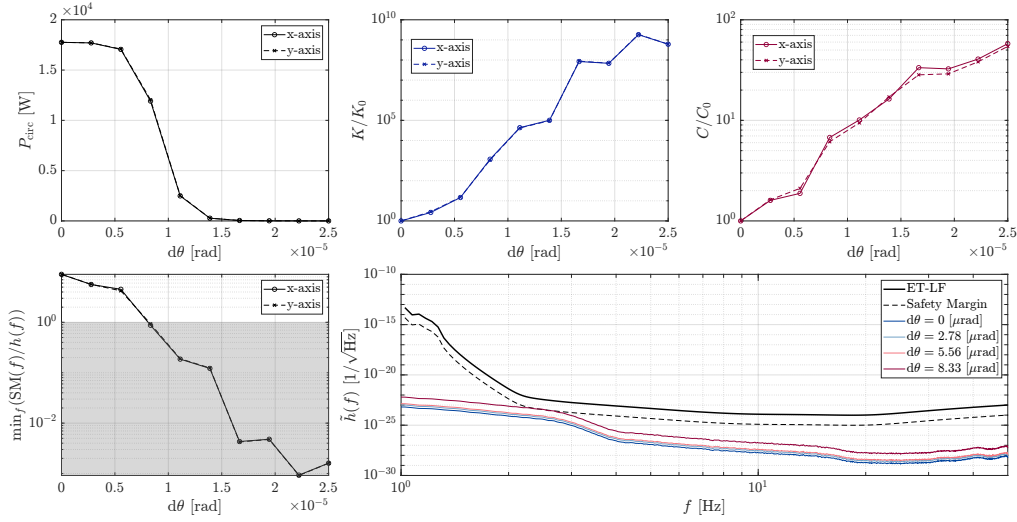 2 ×10^4
1.5
1
0.5
0
P_circ [W]
x-axis
y-axis
0 0.5 1 1.5 2 2.5
dθ [rad] ×10^-5
10^10
10^5
10^0
K/K_0
x-axis
y-axis
0 0.5 1 1.5 2 2.5
dθ [rad] ×10^-5
10^2
10^1
10^0
C/C_0
x-axis
y-axis
0 0.5 1 1.5 2 2.5
dθ [rad] ×10^-5
10^0
10^-2
min_f(SM(f)/h(f))
x-axis
y-axis
0 0.5 1 1.5 2 2.5
dθ [rad] ×10^-5
10^-10
10^-15
10^-20
10^-25
10^-30
h̃(f) [1/√Hz]
ET-LF
Safety Margin
dθ = 0 [μrad]
dθ = 2.78 [μrad]
dθ = 5.56 [μrad]
dθ = 8.33 [μrad]
10^0 10^1
f [Hz]